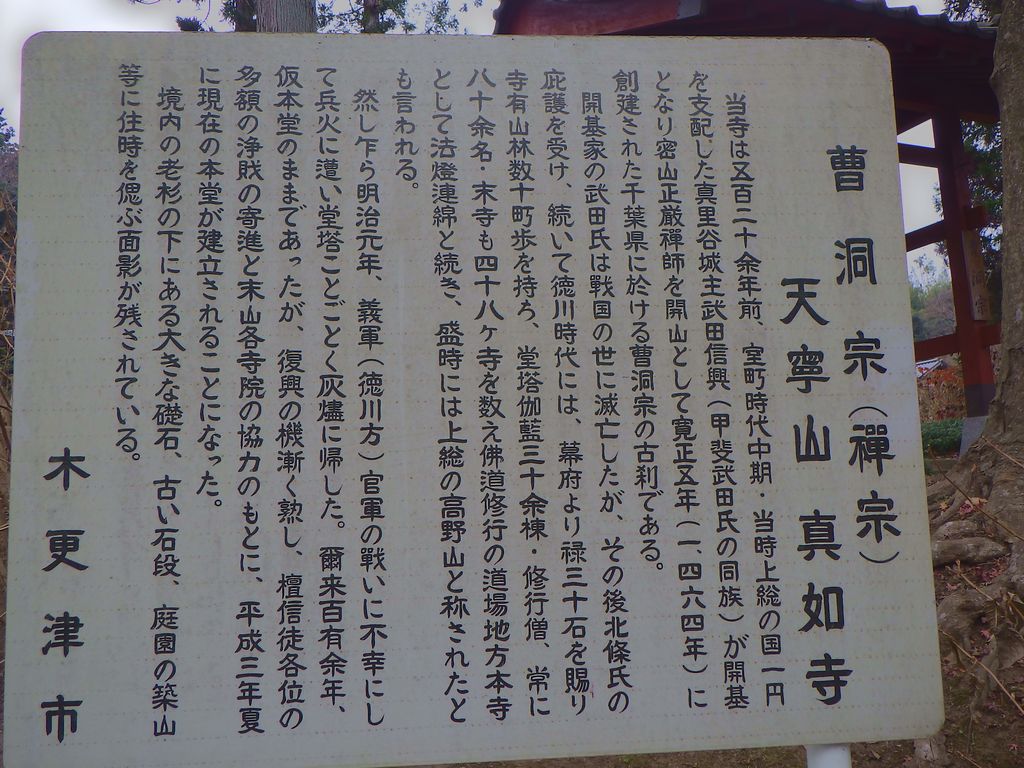 曹洞宗（禪宗）
天寧山真如寺
当寺は五百二十余年前、室町時代中期・当時上総の国一円
を支配した真里谷城主武田信興（甲斐武田氏の同族）が開基
となり密山正厳禪師を開山として寛正五年（一、四六四年）に
創建された千葉県に於ける曹洞宗の古刹である。
開基家の武田氏は戰国の世に滅亡したが、その後北條氏の
庇護を受け、続いて徳川時代には、幕府より禄三十石を賜り
寺有山林数十町歩を持ち、堂塔伽藍三十余棟・修行僧、常に
八十余名・末寺も四十八ヶ寺を数え佛道修行の道場地方本寺
として法燈連綿と続き、盛時には上総の高野山と称されたと
も言われる。
然し乍ら明治元年、義軍（徳川方）官軍の戰いに不幸にし
て兵火に遭い堂塔ことごとく灰燼に帰した。爾来百有余年、
仮本堂のままであったが、復興の機漸く熟し、檀信徒各位の
多額の浄財の寄進と末山各寺院の協力のもとに、平成三年夏
に現在の本堂が建立されることになった。
境内の老杉の下にある大きな礎石、古い石段、庭園の築山
等に住時を偲ぶ面影が残されている。
木更津市